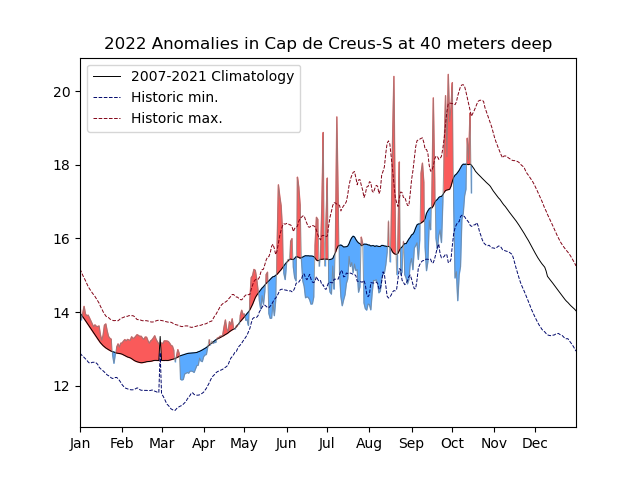 2022 Anomalies in Cap de Creus-S at 40 meters deep
2007-2021 Climatology
Historic min.
Historic max.
20
18
16
14
12
Jan Feb Mar Apr May Jun Jul Aug Sep Oct Nov Dec